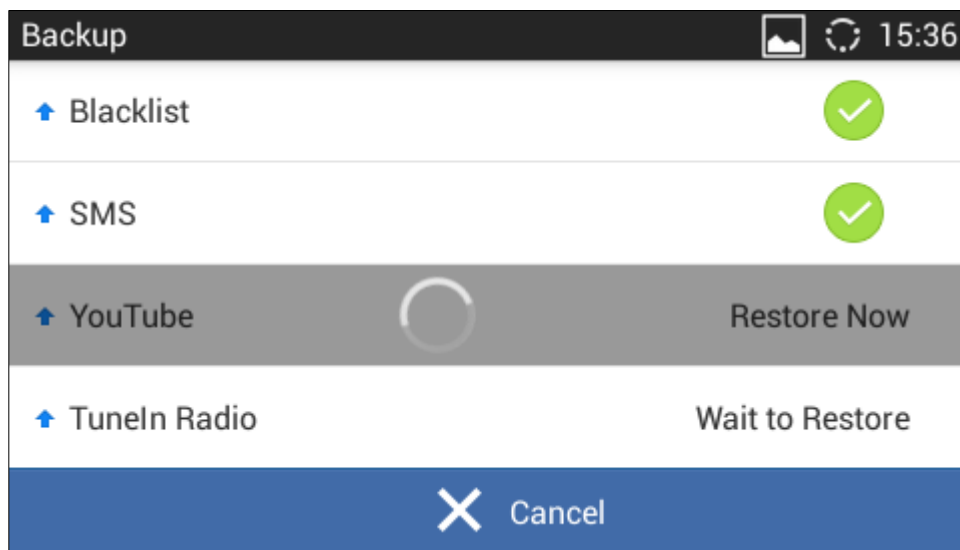 Backup 15:36
Blacklist
SMS
YouTube Restore Now
TuneIn Radio Wait to Restore
Cancel